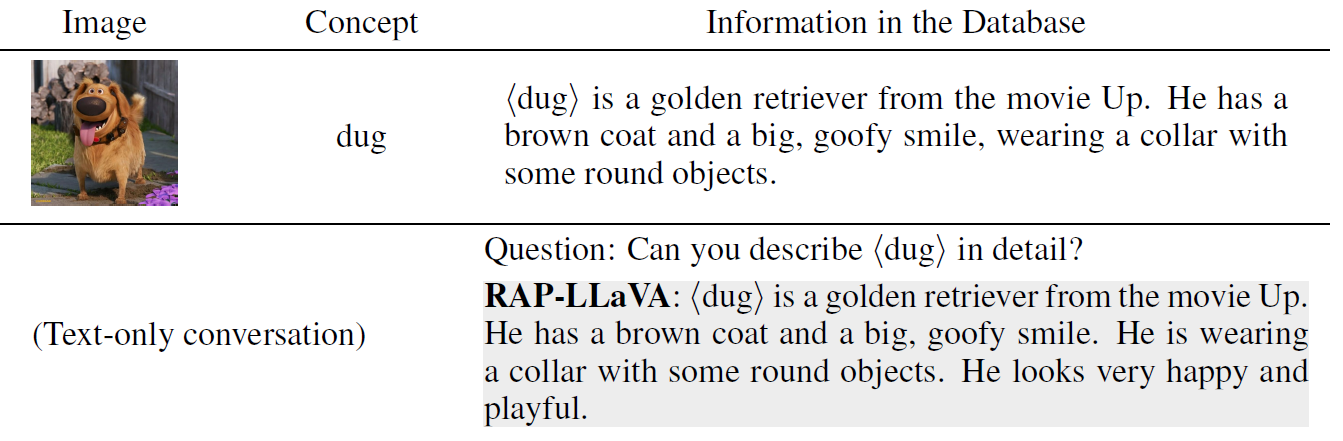 Image Concept Information in the Database
dug
⟨dug⟩ is a golden retriever from the movie Up. He has a
brown coat and a big, goofy smile, wearing a collar with
some round objects.
(Text-only conversation)
Question: Can you describe ⟨dug⟩ in detail?
RAP-LLaVA: ⟨dug⟩ is a golden retriever from the movie Up.
He has a brown coat and a big, goofy smile. He is wearing
a collar with some round objects. He looks very happy and
playful.